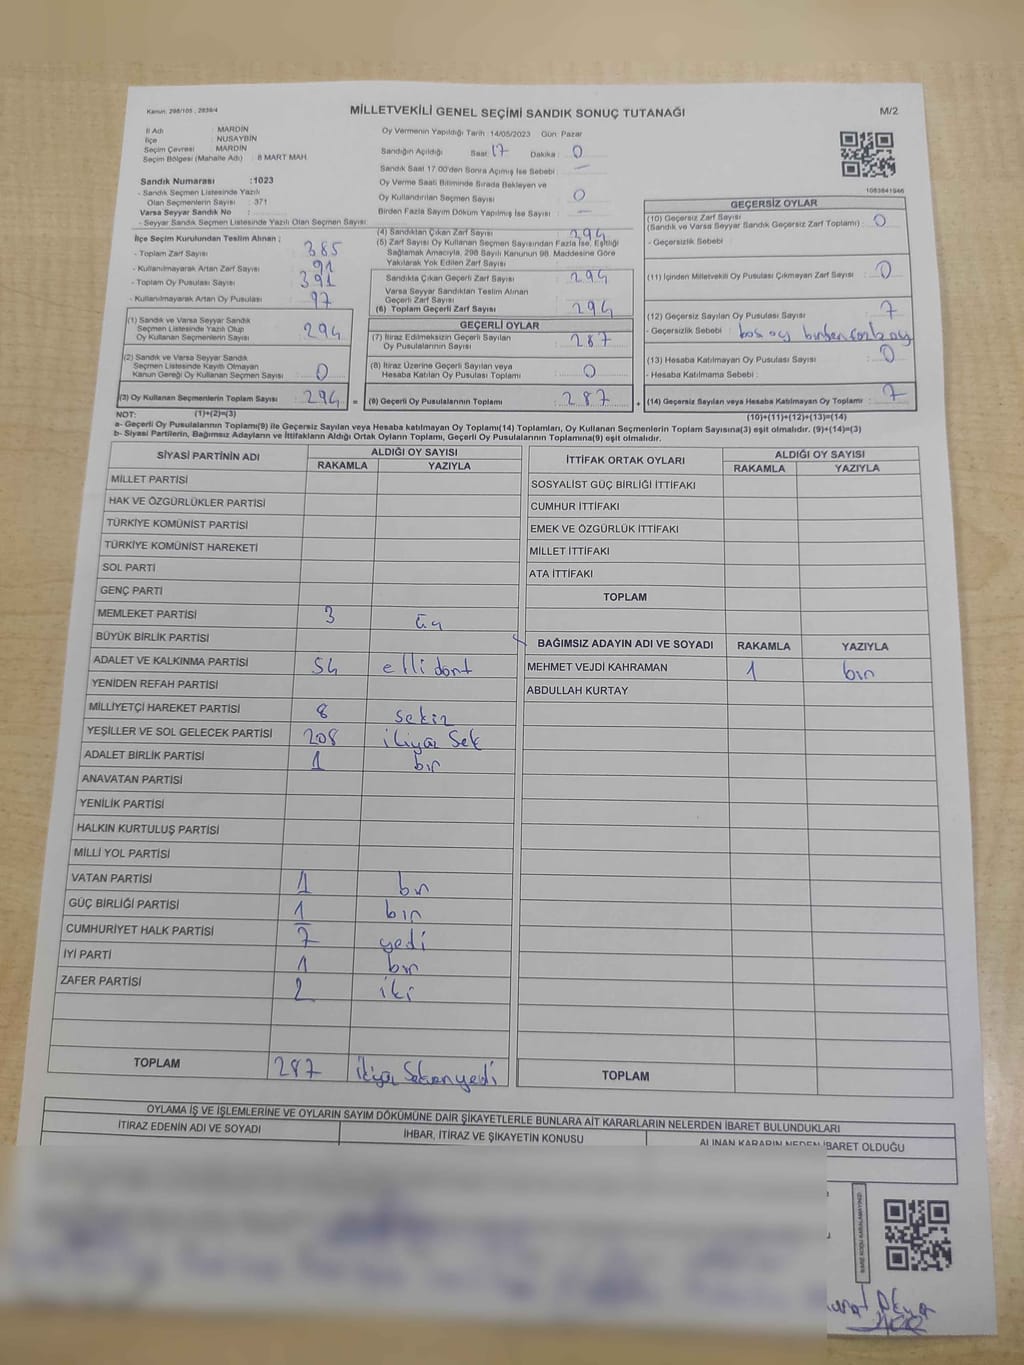 Kanun: 298/105 , 2839/4
MİLLETVEKİLİ GENEL SEÇİMİ SANDIK SONUÇ TUTANAĞI
M/2
İl Adı : MARDİN
İlçe : NUSAYBİN
Seçim Çevresi : MARDİN
Seçim Bölgesi (Mahalle Adı) : 8 MART MAH.
Sandık Numarası :1023
- Sandık Seçmen Listesinde Yazılı
Olan Seçmenlerin Sayısı : 371
Varsa Seyyar Sandık No :
- Seyyar Sandık Seçmen Listesinde Yazılı Olan Seçmen Sayısı :
Oy Vermenin Yapıldığı Tarih :14/05/2023 Gün: Pazar
Sandığın Açıldığı Saat: 17 Dakika : 0
Sandık Saat 17:00'den Sonra Açılmış İse Sebebi : —
Oy Verme Saati Bitiminde Sırada Bekleyen ve
Oy Kullandırılan Seçmen Sayısı : 0
Birden Fazla Sayım Döküm Yapılmış İse Sayısı : —
1083841946
İlçe Seçim Kurulundan Teslim Alınan ;
- Toplam Zarf Sayısı : 385
- Kullanılmayarak Artan Zarf Sayısı : 91
- Toplam Oy Pusulası Sayısı : 391
- Kullanılmayarak Artan Oy Pusulası : 97
(1) Sandık ve Varsa Seyyar Sandık
Seçmen Listesinde Yazılı Olup
Oy Kullanan Seçmenlerin Sayısı : 294
(2) Sandık ve Varsa Seyyar Sandık
Seçmen Listesinde Kayıtlı Olmayan
Kanun Gereği Oy Kullanan Seçmen Sayısı : 0
(3) Oy Kullanan Seçmenlerin Toplam Sayısı : 294
(4) Sandıktan Çıkan Zarf Sayısı : 294
(5) Zarf Sayısı Oy Kullanan Seçmen Sayısından Fazla İse, Eşitliği
Sağlamak Amacıyla, 298 Sayılı Kanunun 98. Maddesine Göre
Yakılarak Yok Edilen Zarf Sayısı :
Sandıkta Çıkan Geçerli Zarf Sayısı : 294
Varsa Seyyar Sandıktan Teslim Alınan
Geçerli Zarf Sayısı :
(6) Toplam Geçerli Zarf Sayısı : 294
GEÇERLİ OYLAR
(7) İtiraz Edilmeksizin Geçerli Sayılan
Oy Pusulalarının Sayısı : 287
(8) İtiraz Üzerine Geçerli Sayılan veya
Hesaba Katılan Oy Pusulası Toplamı : 0
= (9) Geçerli Oy Pusulalarının Toplamı : 287
GEÇERSİZ OYLAR
(10) Geçersiz Zarf Sayısı
(Sandık ve Varsa Seyyar Sandık Geçersiz Zarf Toplamı) : 0
- Geçersizlik Sebebi :
(11) İçinden Milletvekili Oy Pusulası Çıkmayan Zarf Sayısı : 0
(12) Geçersiz Sayılan Oy Pusulası Sayısı : 7
- Geçersizlik Sebebi : boş oy birden fazla oy
(13) Hesaba Katılmayan Oy Pusulası Sayısı : 0
- Hesaba Katılmama Sebebi :
+ (14) Geçersiz Sayılan veya Hesaba Katılmayan Oy Toplamı : 7
NOT: (1)+(2)=(3)
(10)+(11)+(12)+(13)=(14)
a- Geçerli Oy Pusulalarının Toplamı(9) ile Geçersiz Sayılan veya Hesaba katılmayan Oy Toplamı(14) Toplamları, Oy Kullanan Seçmenlerin Toplam Sayısına(3) eşit olmalıdır. (9)+(14)=(3)
b- Siyasi Partilerin, Bağımsız Adayların ve İttifakların Aldığı Ortak Oyların Toplamı, Geçerli Oy Pusulalarının Toplamına(9) eşit olmalıdır.
SİYASİ PARTİNİN ADI ALDIĞI OY SAYISI
RAKAMLA YAZIYLA
MİLLET PARTİSİ
HAK VE ÖZGÜRLÜKLER PARTİSİ
TÜRKİYE KOMÜNİST PARTİSİ
TÜRKİYE KOMÜNİST HAREKETİ
SOL PARTİ
GENÇ PARTİ
MEMLEKET PARTİSİ 3 üç
BÜYÜK BİRLİK PARTİSİ
ADALET VE KALKINMA PARTİSİ 54 elli dört
YENİDEN REFAH PARTİSİ
MİLLİYETÇİ HAREKET PARTİSİ 8 sekiz
YEŞİLLER VE SOL GELECEK PARTİSİ 208 ikiyüz Sek
ADALET BİRLİK PARTİSİ 1 bir
ANAVATAN PARTİSİ
YENİLİK PARTİSİ
HALKIN KURTULUŞ PARTİSİ
MİLLİ YOL PARTİSİ
VATAN PARTİSİ 1 bir
GÜÇ BİRLİĞİ PARTİSİ 1 bir
CUMHURİYET HALK PARTİSİ 7 yedi
İYİ PARTİ 1 bir
ZAFER PARTİSİ 2 iki
TOPLAM 287 ikiyüz Seksenyedi
İTTİFAK ORTAK OYLARI ALDIĞI OY SAYISI
RAKAMLA YAZIYLA
SOSYALİST GÜÇ BİRLİĞİ İTTİFAKI
CUMHUR İTTİFAKI
EMEK VE ÖZGÜRLÜK İTTİFAKI
MİLLET İTTİFAKI
ATA İTTİFAKI
TOPLAM
BAĞIMSIZ ADAYIN ADI VE SOYADI RAKAMLA YAZIYLA
MEHMET VEJDİ KAHRAMAN 1 bir
ABDULLAH KURTAY
TOPLAM
OYLAMA İŞ VE İŞLEMLERİNE VE OYLARIN SAYIM DÖKÜMÜNE DAİR ŞİKAYETLERLE BUNLARA AİT KARARLARIN NELERDEN İBARET BULUNDUKLARI
İTİRAZ EDENİN ADI VE SOYADI İHBAR, İTİRAZ VE ŞİKAYETİN KONUSU ALINAN KARARIN NEDEN İBARET OLDUĞU